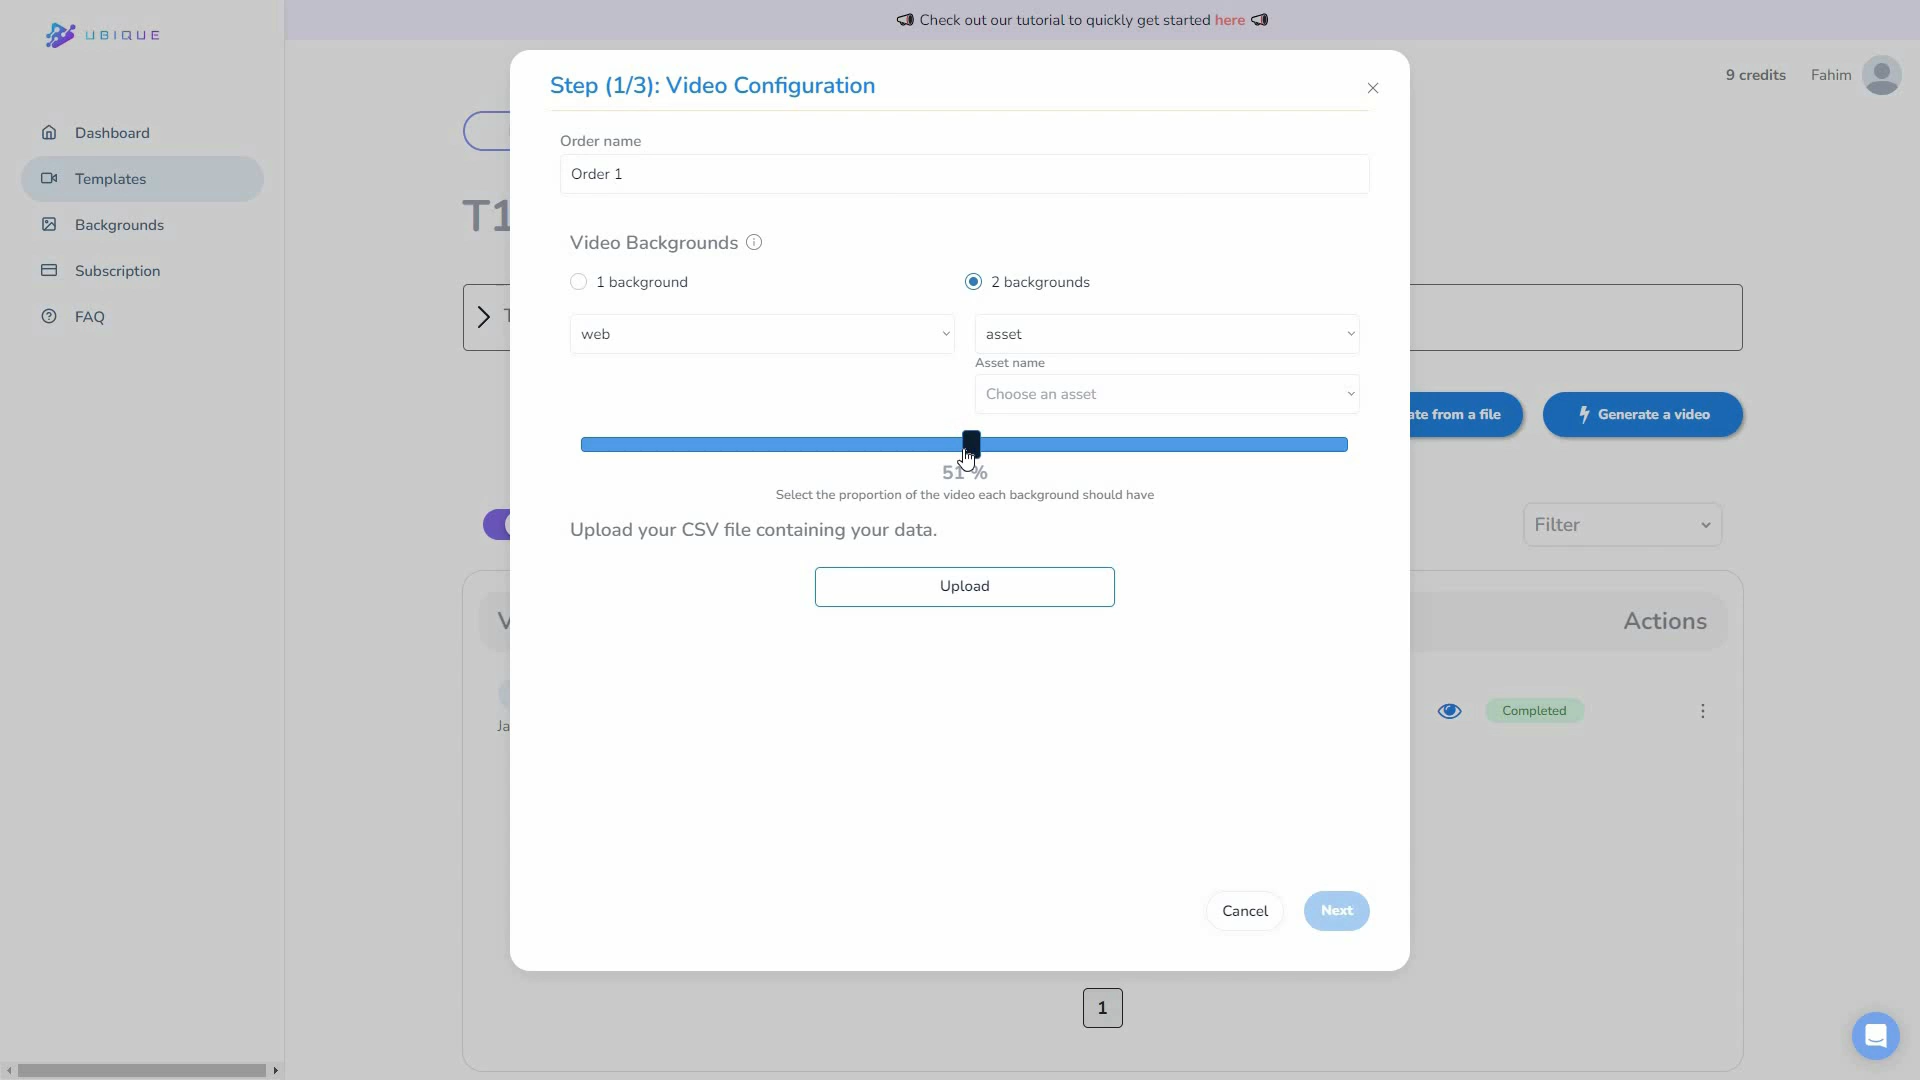 UBIQUE
Check out our tutorial to quickly get started here
9 credits
Fahim
Dashboard
Templates
Backgrounds
Subscription
FAQ
T1
Step (1/3): Video Configuration
Order name
Order 1
Video Backgrounds
1 background
2 backgrounds
web
asset
Asset name
Choose an asset
51 %
Select the proportion of the video each background should have
Upload your CSV file containing your data.
Upload
Cancel
Next
ate from a file
Generate a video
Filter
V
Actions
Ja
Completed
1